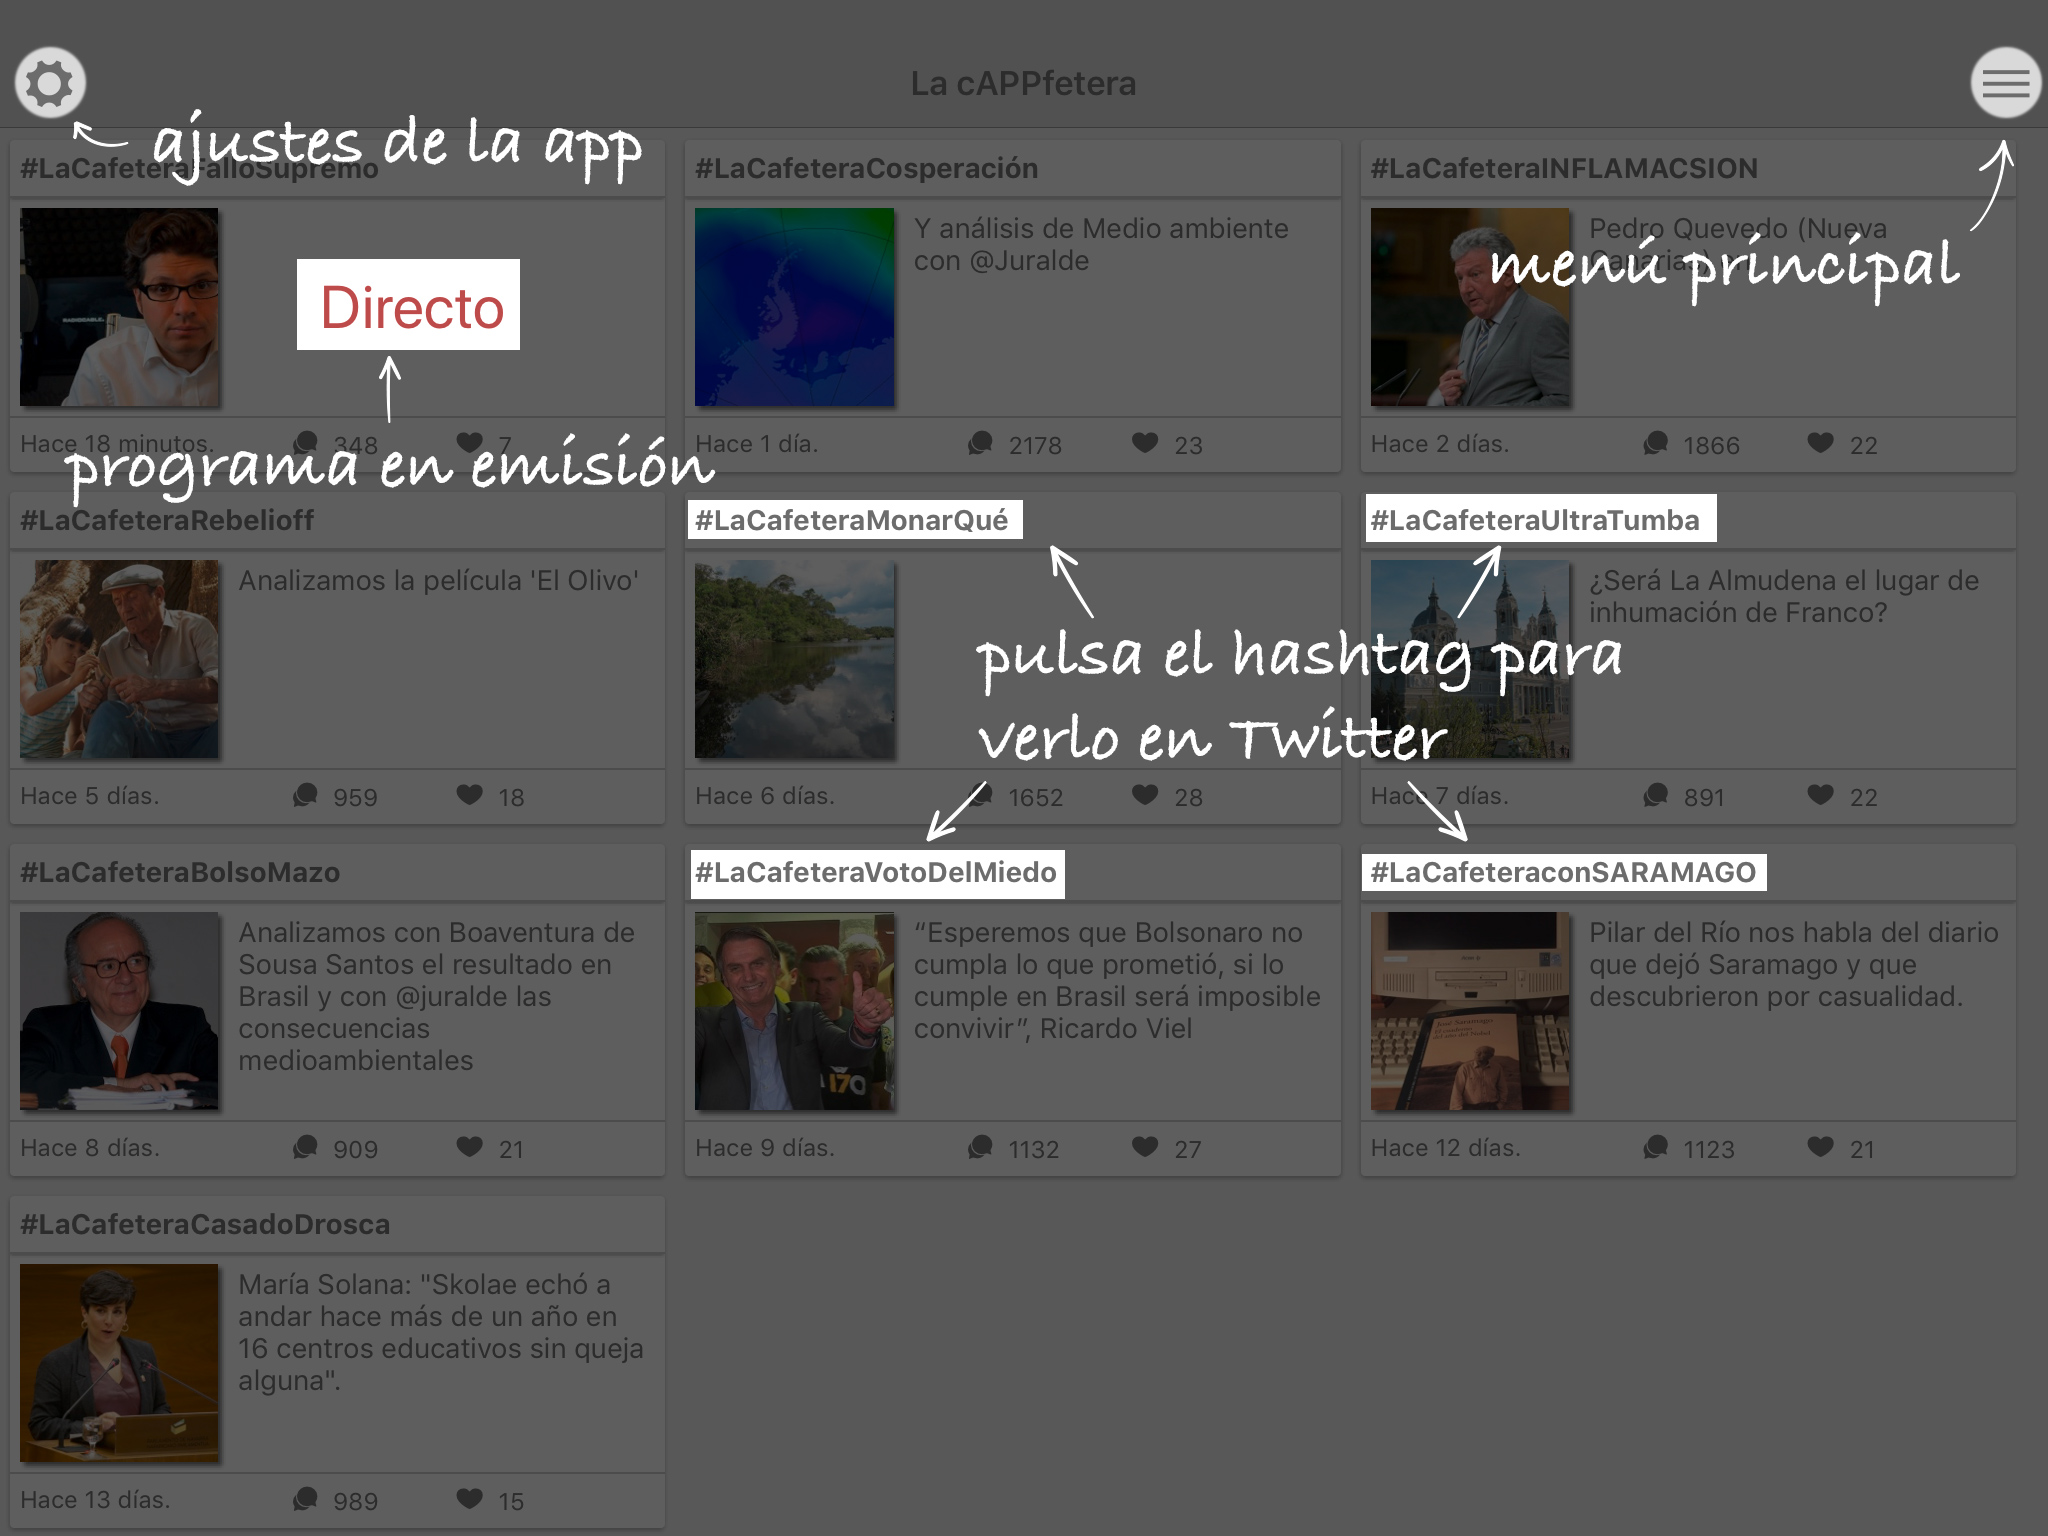 La cAPPfetera
ajustes de la app
#LaCafeteraFalloSupremo
Directo
programa en emisión
Hace 18 minutos.
348
7
#LaCafeteraCosperación
Y análisis de Medio ambiente
con @Juralde
Hace 1 día.
2178
23
#LaCafeteraINFLAMACSION
Pedro Quevedo (Nueva
Canarias) en
menú principal
Hace 2 días.
1866
22
#LaCafeteraRebelioff
Analizamos la película 'El Olivo'
Hace 5 días.
959
18
#LaCafeteraMonarQué
pulsa el hashtag para
verlo en Twitter
Hace 6 días.
1652
28
#LaCafeteraUltraTumba
¿Será La Almudena el lugar de
inhumación de Franco?
Hace 7 días.
891
22
#LaCafeteraBolsoMazo
Analizamos con Boaventura de
Sousa Santos el resultado en
Brasil y con @juralde las
consecuencias
medioambientales
Hace 8 días.
909
21
#LaCafeteraVotoDelMiedo
“Esperemos que Bolsonaro no
cumpla lo que prometió, si lo
cumple en Brasil será imposible
convivir”, Ricardo Viel
170
Hace 9 días.
1132
27
#LaCafeteraconSARAMAGO
Pilar del Río nos habla del diario
que dejó Saramago y que
descubrieron por casualidad.
José Saramago
Hace 12 días.
1123
21
#LaCafeteraCasadoDrosca
María Solana: "Skolae echó a
andar hace más de un año en
16 centros educativos sin queja
alguna".
Hace 13 días.
989
15